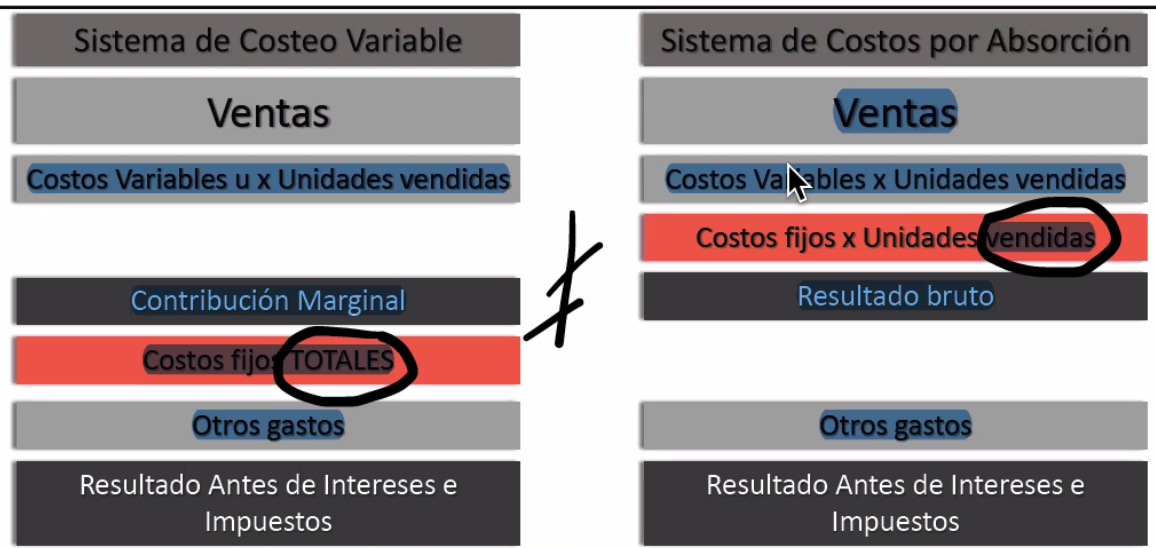 Sistema de Costeo Variable
Ventas
Costos Variables u x Unidades vendidas
Contribución Marginal
Costos fijos TOTALES
Otros gastos
Resultado Antes de Intereses e
Impuestos
Sistema de Costos por Absorción
Ventas
Costos Variables x Unidades vendidas
Costos fijos x Unidades vendidas
Resultado bruto
Otros gastos
Resultado Antes de Intereses e
Impuestos